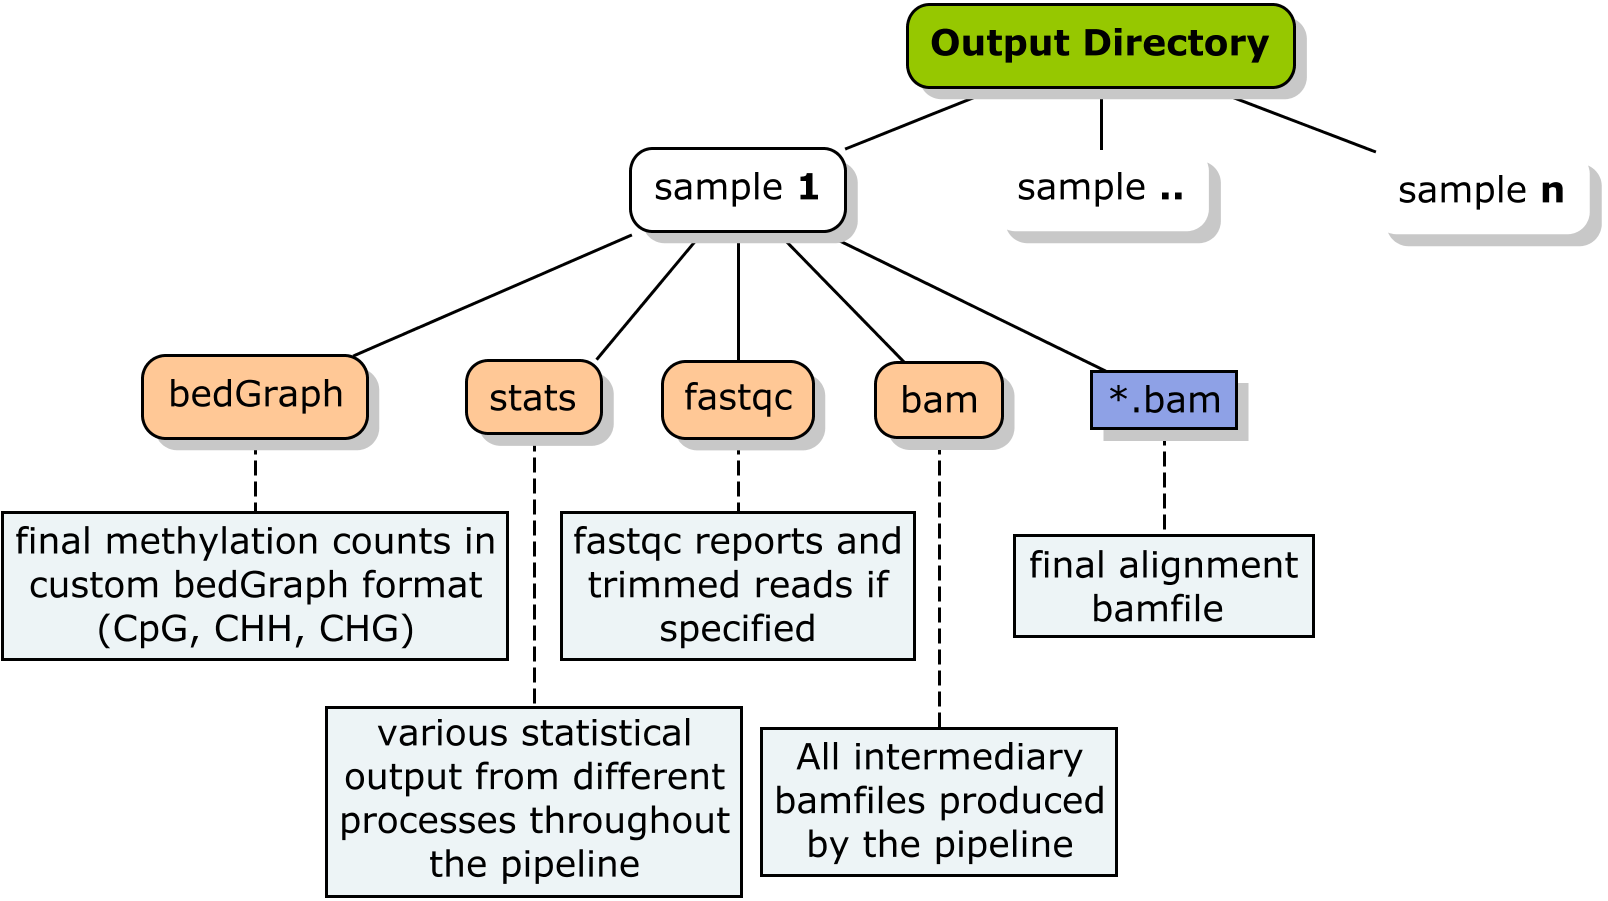 Output Directory
sample 1
sample ..
sample n
bedGraph
stats
fastqc
bam
*.bam
final methylation counts in
custom bedGraph format
(CpG, CHH, CHG)
fastqc reports and
trimmed reads if
specified
final alignment
bamfile
various statistical
output from different
processes throughout
the pipeline
All intermediary
bamfiles produced
by the pipeline